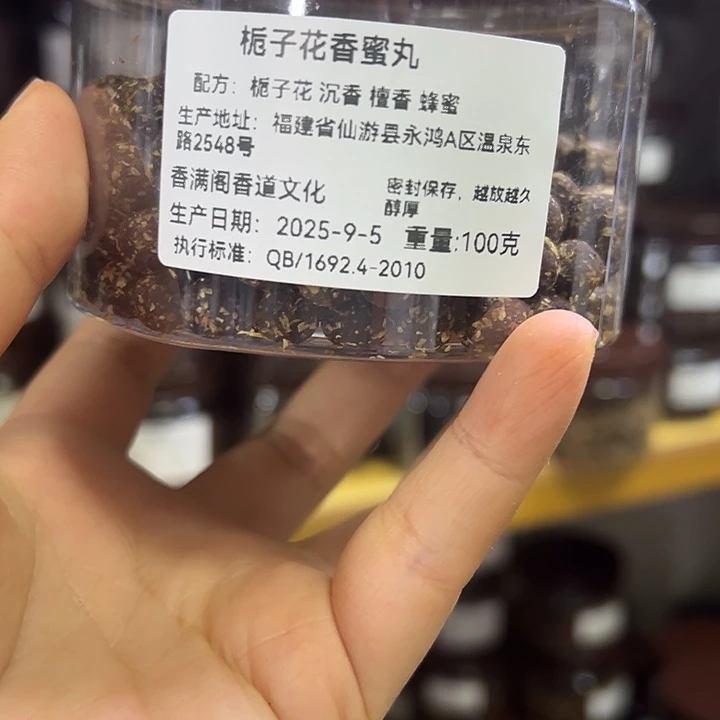 栀子花香蜜丸
配方：栀子花 沉香 檀香 蜂蜜
生产地址：福建省仙游县永鸿A区温泉东
路2548号
香满阁香道文化
密封保存，越放越久
醇厚
生产日期：2025-9-5 重量:100克
执行标准：QB/1692.4-2010